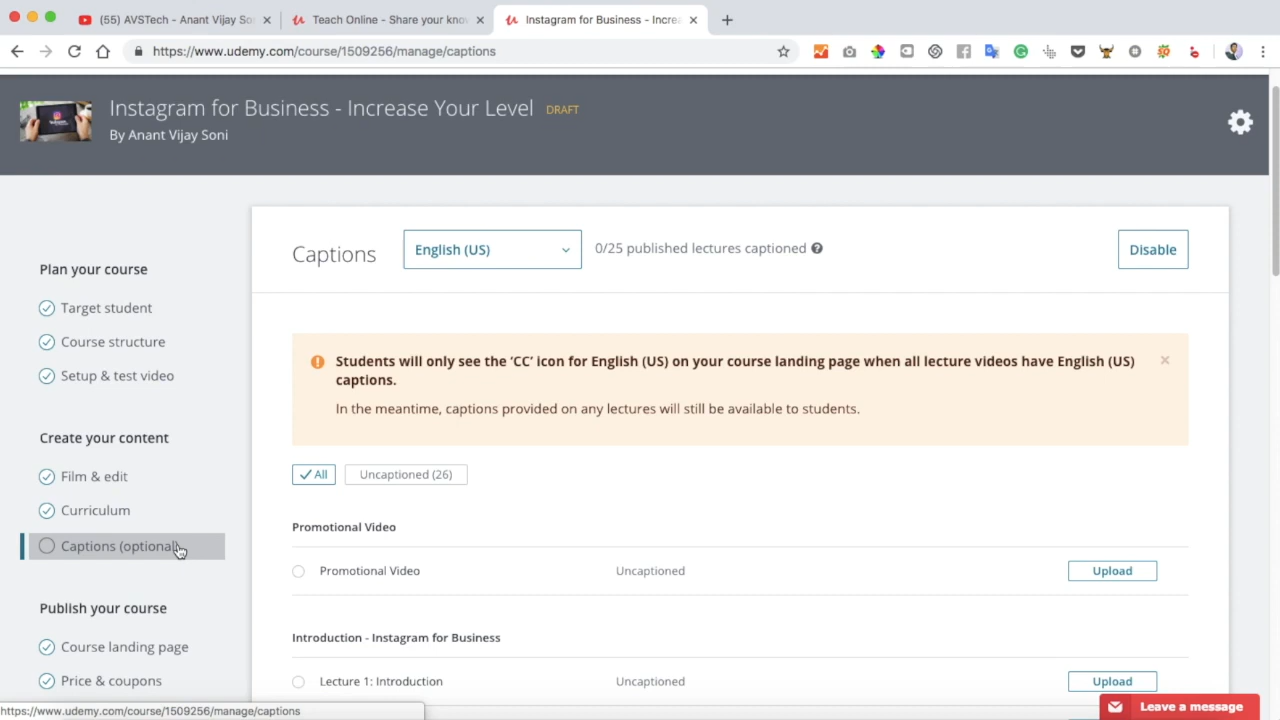 (55) AVSTech - Anant Vijay So
Teach Online - Share your know
Instagram for Business - Increa
https://www.udemy.com/course/1509256/manage/captions
Instagram for Business - Increase Your Level DRAFT
By Anant Vijay Soni
Captions
English (US)
0/25 published lectures captioned
Disable
Plan your course
Target student
Course structure
Setup & test video
Students will only see the ‘CC’ icon for English (US) on your course landing page when all lecture videos have English (US)
captions.
In the meantime, captions provided on any lectures will still be available to students.
Create your content
Film & edit
Curriculum
Captions (optional)
All
Uncaptioned (26)
Promotional Video
Promotional Video Uncaptioned Upload
Introduction - Instagram for Business
Lecture 1: Introduction Uncaptioned Upload
Publish your course
Course landing page
Price & coupons
https://www.udemy.com/course/1509256/manage/captions
Leave a message